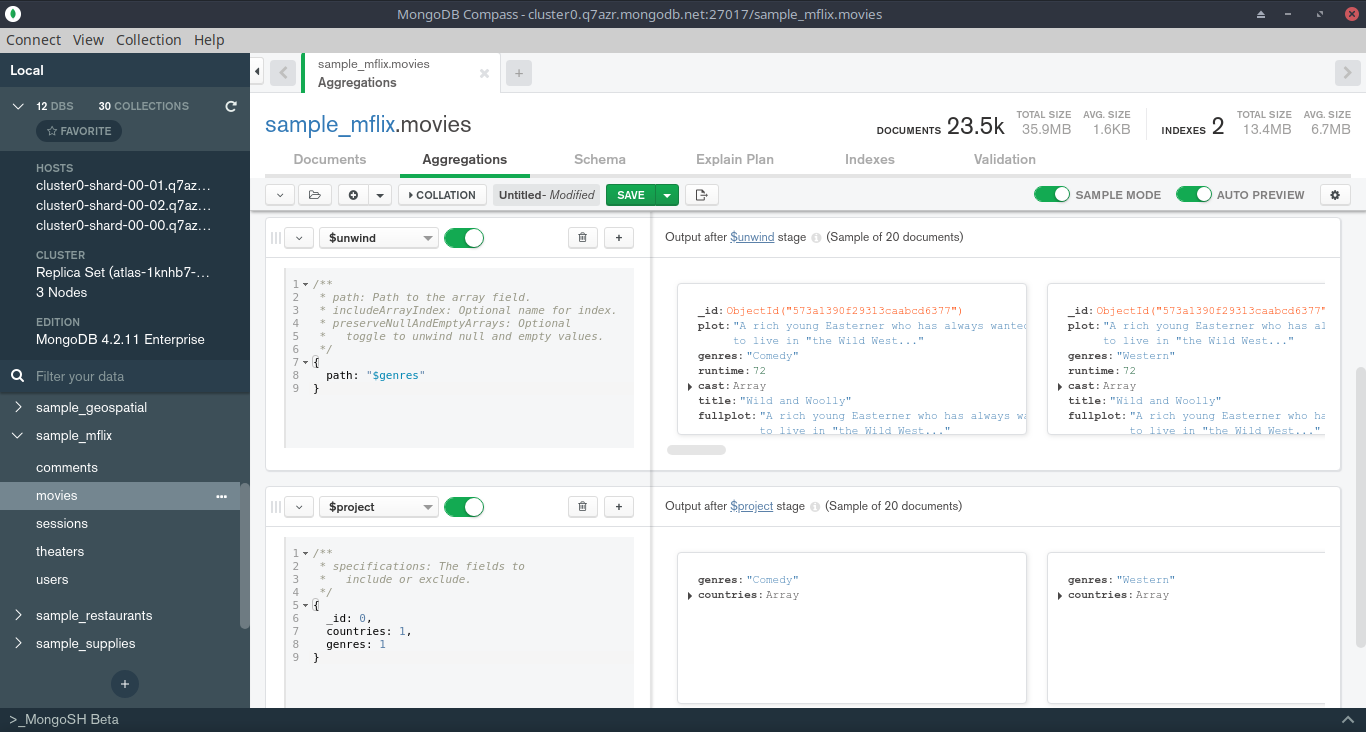 MongoDB Compass - cluster0.q7azr.mongodb.net:27017/sample_mflix.movies
Connect View Collection Help
Local
12 DBS 30 COLLECTIONS
FAVORITE
HOSTS
cluster0-shard-00-01.q7az...
cluster0-shard-00-02.q7az...
cluster0-shard-00-00.q7az...
CLUSTER
Replica Set (atlas-1knhb7-...
3 Nodes
EDITION
MongoDB 4.2.11 Enterprise
Filter your data
sample_geospatial
sample_mflix
comments
movies
sessions
theaters
users
sample_restaurants
sample_supplies
+
>_MongoSH Beta
sample_mflix.movies
Aggregations
+
sample_mflix.movies
DOCUMENTS 23.5k TOTAL SIZE 35.9MB AVG. SIZE 1.6KB
INDEXES 2 TOTAL SIZE 13.4MB AVG. SIZE 6.7MB
Documents Aggregations Schema Explain Plan Indexes Validation
COLLATION Untitled- Modified SAVE SAMPLE MODE AUTO PREVIEW
$unwind +
1 /**
2 * path: Path to the array field.
3 * includeArrayIndex: Optional name for index.
4 * preserveNullAndEmptyArrays: Optional
5 *   toggle to unwind null and empty values.
6 */
7 {
8   path: "$genres"
9 }
Output after $unwind stage (Sample of 20 documents)
_id: ObjectId("573a1390f29313caabcd6377")
plot: "A rich young Easterner who has always wante
to live in "the Wild West..."
genres: "Comedy"
runtime: 72
cast: Array
title: "Wild and Woolly"
fullplot: "A rich young Easterner who has always wa
to live in "the Wild West..."
_id: ObjectId("573a1390f29313caabcd6377"
plot: "A rich young Easterner who has al
to live in "the Wild West..."
genres: "Western"
runtime: 72
cast: Array
title: "Wild and Woolly"
fullplot: "A rich young Easterner who ha
to live in "the Wild West..."
$project +
1 /**
2 * specifications: The fields to
3 *   include or exclude.
4 */
5 {
6   _id: 0,
7   countries: 1,
8   genres: 1
9 }
Output after $project stage (Sample of 20 documents)
genres: "Comedy"
countries: Array
genres: "Western"
countries: Array